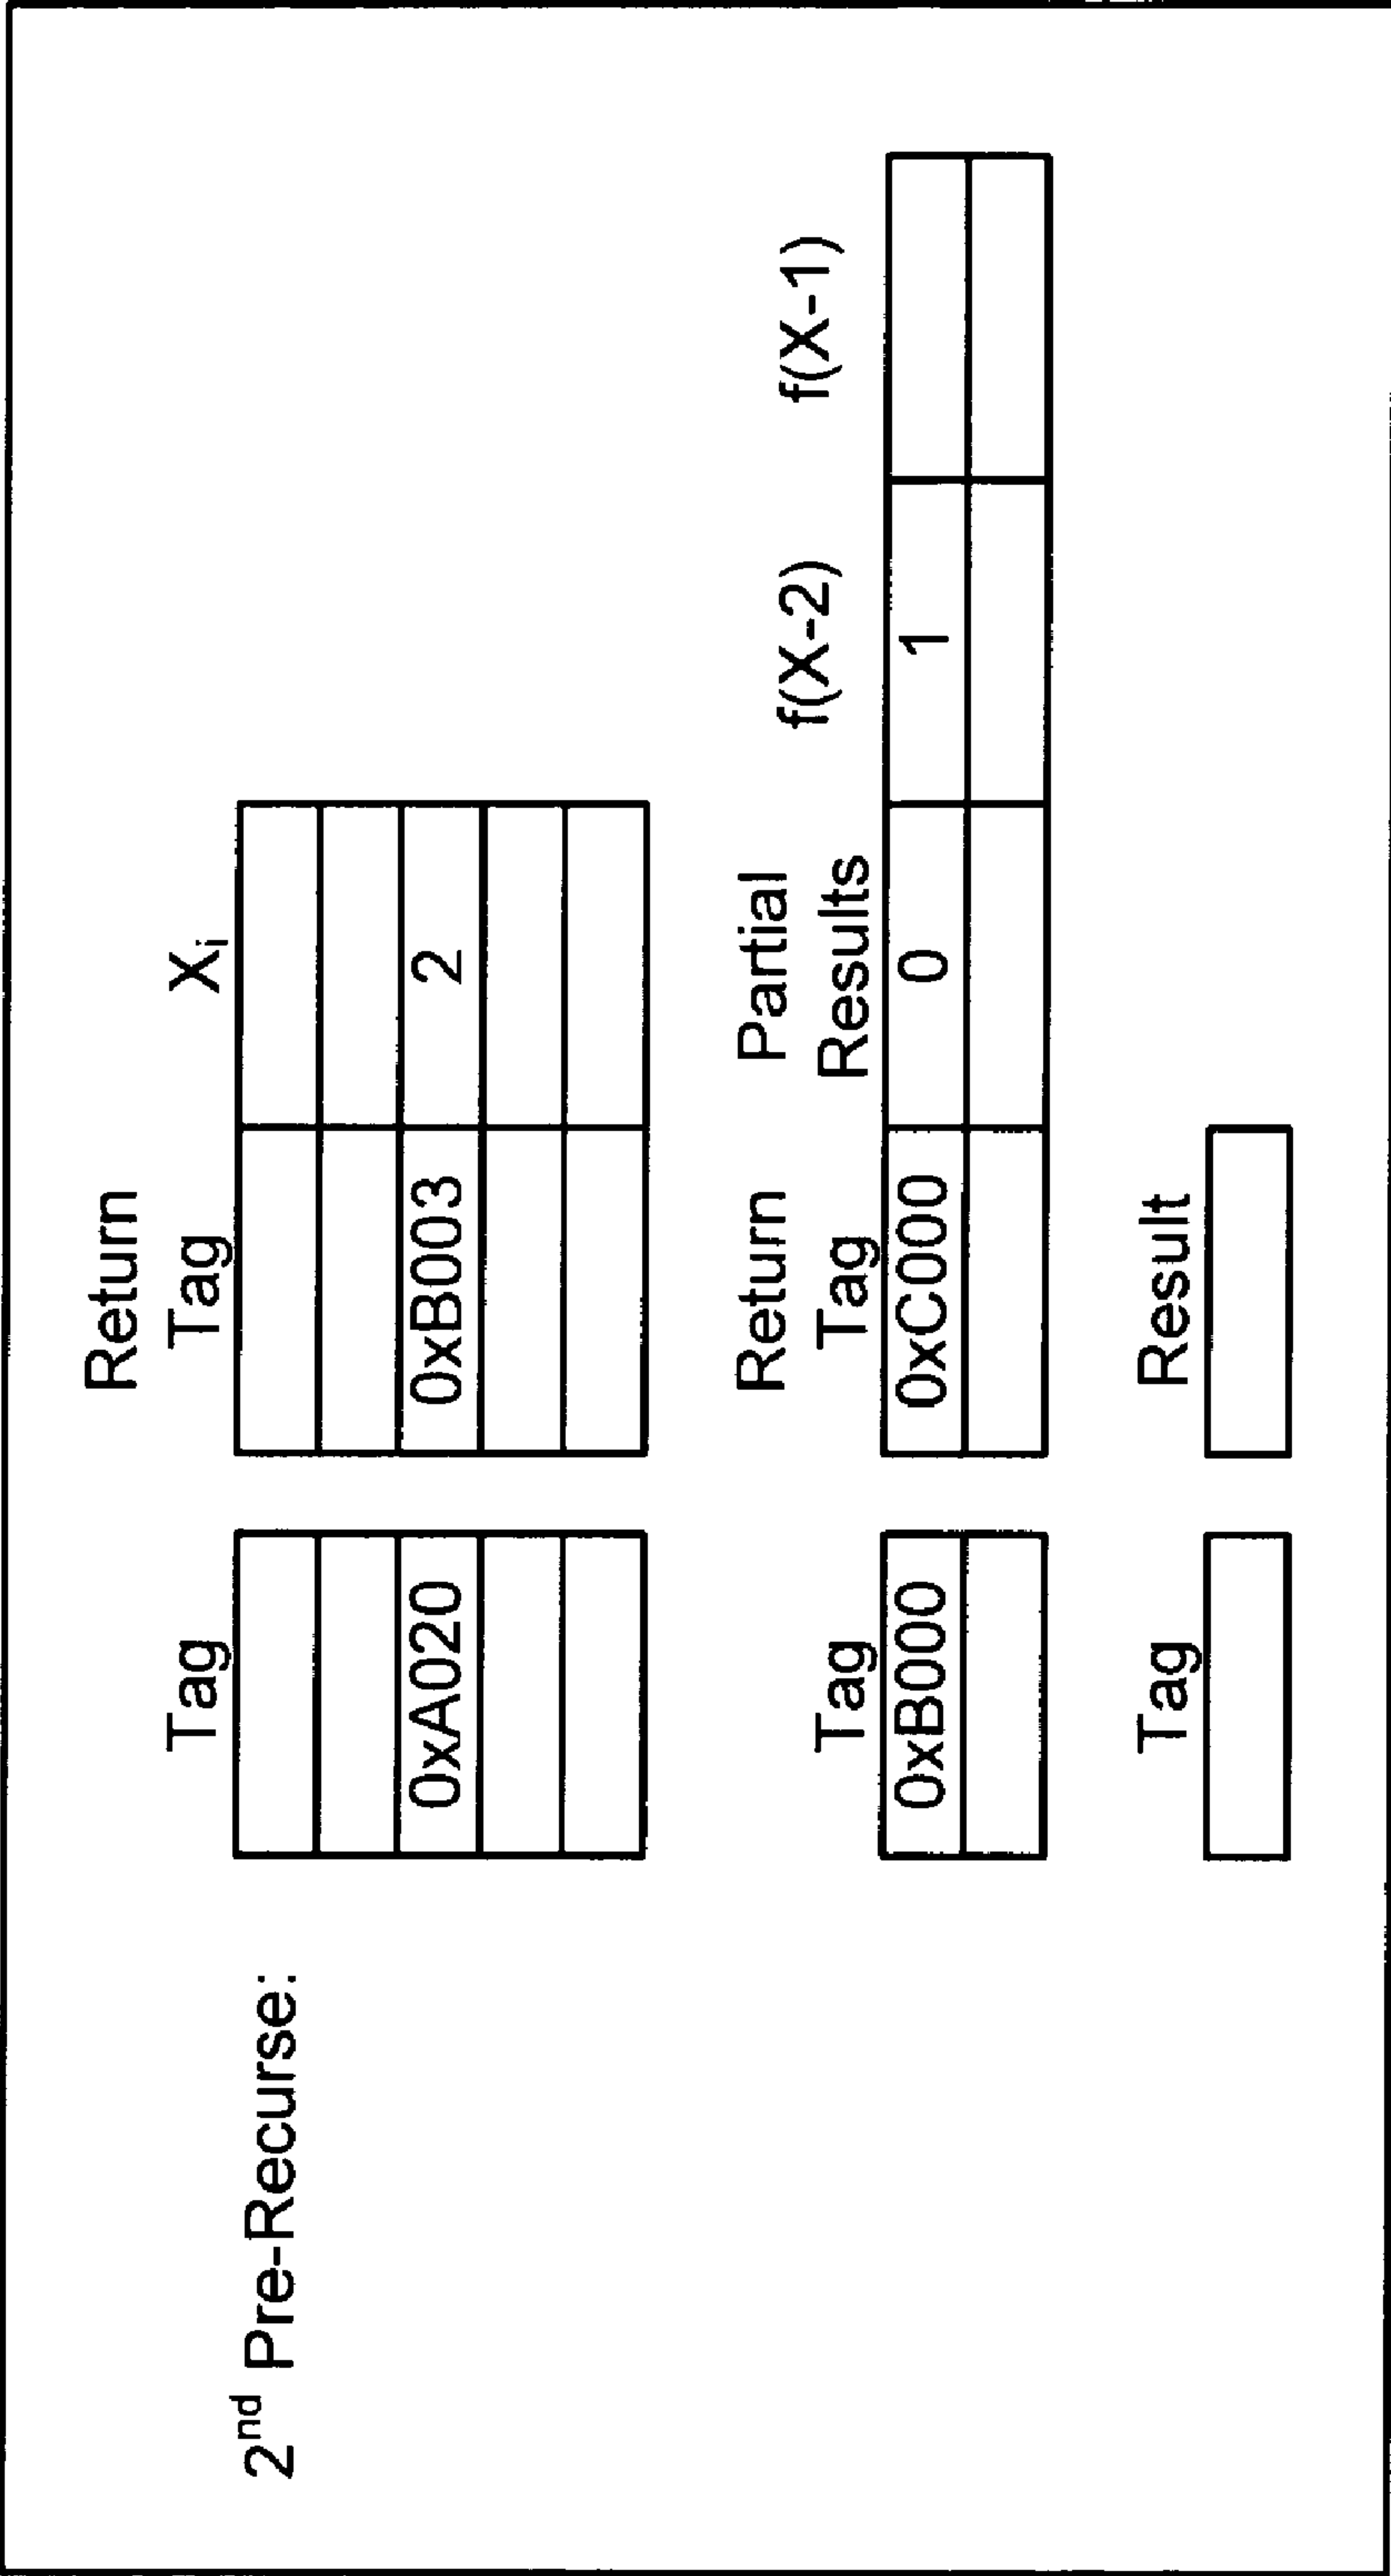 2nd Pre-Recurse:
Tag Return Tag Xi
0xA020 0xB003 2
Tag Return Tag Partial Results f(X-2) f(X-1)
0xB000 0xC000 0 1
Tag Result